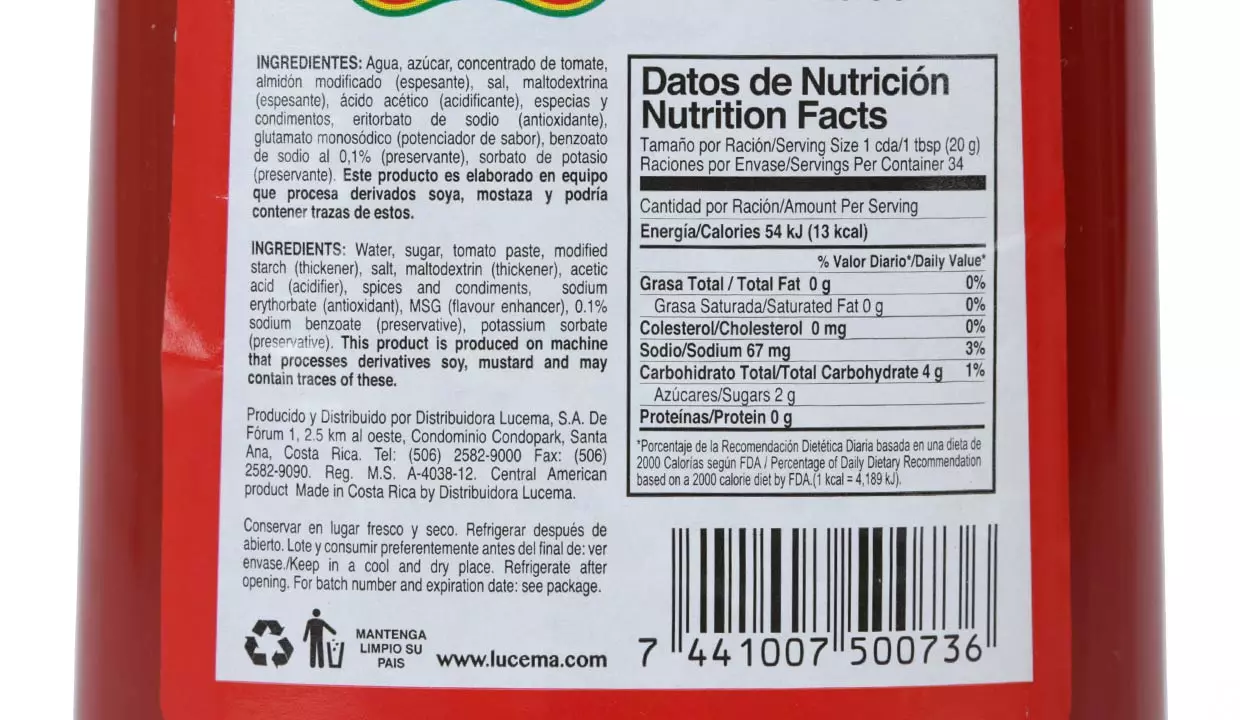 INGREDIENTES: Agua, azúcar, concentrado de tomate,
almidón modificado (espesante), sal, maltodextrina
(espesante), ácido acético (acidificante), especias y
condimentos, eritorbato de sodio (antioxidante),
glutamato monosódico (potenciador de sabor), benzoato
de sodio al 0,1% (preservante), sorbato de potasio
(preservante). Este producto es elaborado en equipo
que procesa derivados soya, mostaza y podría
contener trazas de estos.
INGREDIENTS: Water, sugar, tomato paste, modified
starch (thickener), salt, maltodextrin (thickener), acetic
acid (acidifier), spices and condiments, sodium
erythorbate (antioxidant), MSG (flavour enhancer), 0.1%
sodium benzoate (preservative), potassium sorbate
(preservative). This product is produced on machine
that processes derivatives soy, mustard and may
contain traces of these.
Producido y Distribuido por Distribuidora Lucema, S.A. De
Fórum 1, 2.5 km al oeste, Condominio Condopark, Santa
Ana, Costa Rica. Tel: (506) 2582-9000 Fax: (506)
2582-9090. Reg. M.S. A-4038-12. Central American
product Made in Costa Rica by Distribuidora Lucema.
Conservar en lugar fresco y seco. Refrigerar después de
abierto. Lote y consumir preferentemente antes del final de: ver
envase./Keep in a cool and dry place. Refrigerate after
opening. For batch number and expiration date: see package.
MANTENGA
LIMPIO SU
PAIS
www.lucema.com
Datos de Nutrición
Nutrition Facts
Tamaño por Ración/Serving Size 1 cda/1 tbsp (20 g)
Raciones por Envase/Servings Per Container 34
Cantidad por Ración/Amount Per Serving
Energía/Calories 54 kJ (13 kcal)
% Valor Diario*/Daily Value*
Grasa Total / Total Fat 0 g 0%
Grasa Saturada/Saturated Fat 0 g 0%
Colesterol/Cholesterol 0 mg 0%
Sodio/Sodium 67 mg 3%
Carbohidrato Total/Total Carbohydrate 4 g 1%
Azúcares/Sugars 2 g
Proteínas/Protein 0 g
*Porcentaje de la Recomendación Dietética Diaria basada en una dieta de
2000 Calorías según FDA / Percentage of Daily Dietary Recommendation
based on a 2000 calorie diet by FDA.(1 kcal = 4,189 kJ).
7 441007 500736